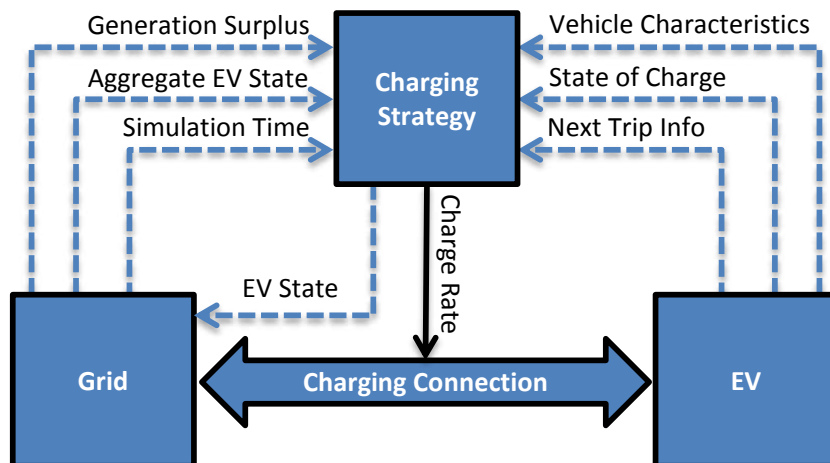 Generation Surplus
Aggregate EV State
Simulation Time
Charging
Strategy
Vehicle Characteristics
State of Charge
Next Trip Info
Charge Rate
EV State
Grid
Charging Connection
EV